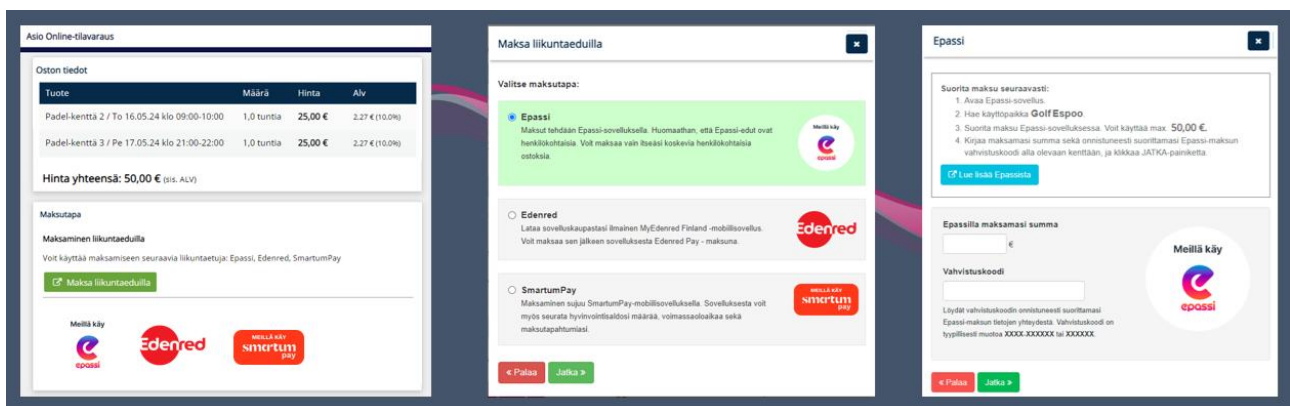 Asio Online-tilavaraus
Oston tiedot
Tuote Määrä Hinta Alv
Padel-kenttä 2 / To 16.05.24 klo 09:00-10:00 1,0 tuntia 25,00 € 2.27 € (10,0%)
Padel-kenttä 3 / Pe 17.05.24 klo 21:00-22:00 1,0 tuntia 25,00 € 2.27 € (10,0%)
Hinta yhteensä: 50,00 € (sis. ALV)
Maksutapa
Maksaminen liikuntaeduilla
Voit käyttää maksamiseen seuraavia liikuntaetuja: Epassi, Edenred, SmartumPay
Maksa liikuntaeduilla
Meillä käy
epassi
Edenred
MEILLÄ KÄY
smartum
pay
Maksa liikuntaeduilla
Valitse maksutapa:
Epassi
Maksut tehdään Epassi-sovelluksella. Huomaathan, että Epassi-edut ovat
henkilökohtaisia. Voit maksaa vain itseäsi koskevia henkilökohtaisia
ostoksia.
Meillä käy
epassi
Edenred
Lataa sovelluskaupastasi ilmainen MyEdenred Finland -mobiilisovellus.
Voit maksaa sen jälkeen sovelluksesta Edenred Pay - maksuna.
Edenred
SmartumPay
Maksaminen sujuu SmartumPay-mobiilisovelluksella. Sovelluksesta voit
myös seurata hyvinvointisaldosi määrää, voimassaoloaikaa sekä
maksutapahtumiasi.
MEILLÄ KÄY
smartum
pay
« Palaa
Jatka »
Epassi
Suorita maksu seuraavasti:
1. Avaa Epassi-sovellus.
2. Hae käyttöpaikka Golf Espoo.
3. Suorita maksu Epassi-sovelluksessa. Voit käyttää max. 50,00 €.
4. Kirjaa maksamasi summa sekä onnistuneesti suorittamasi Epassi-maksun
vahvistuskoodi alla olevaan kenttään, ja klikkaa JATKA-painiketta.
Lue lisää Epassista
Epassilla maksamasi summa
€
Vahvistuskoodi
Löydät vahvistuskoodin onnistuneesti suorittamasi
Epassi-maksun tietojen yhteydestä. Vahvistuskoodi on
tyypillisesti muotoa XXXX-XXXXXX tai XXXXXX.
Meillä käy
epassi
« Palaa
Jatka »